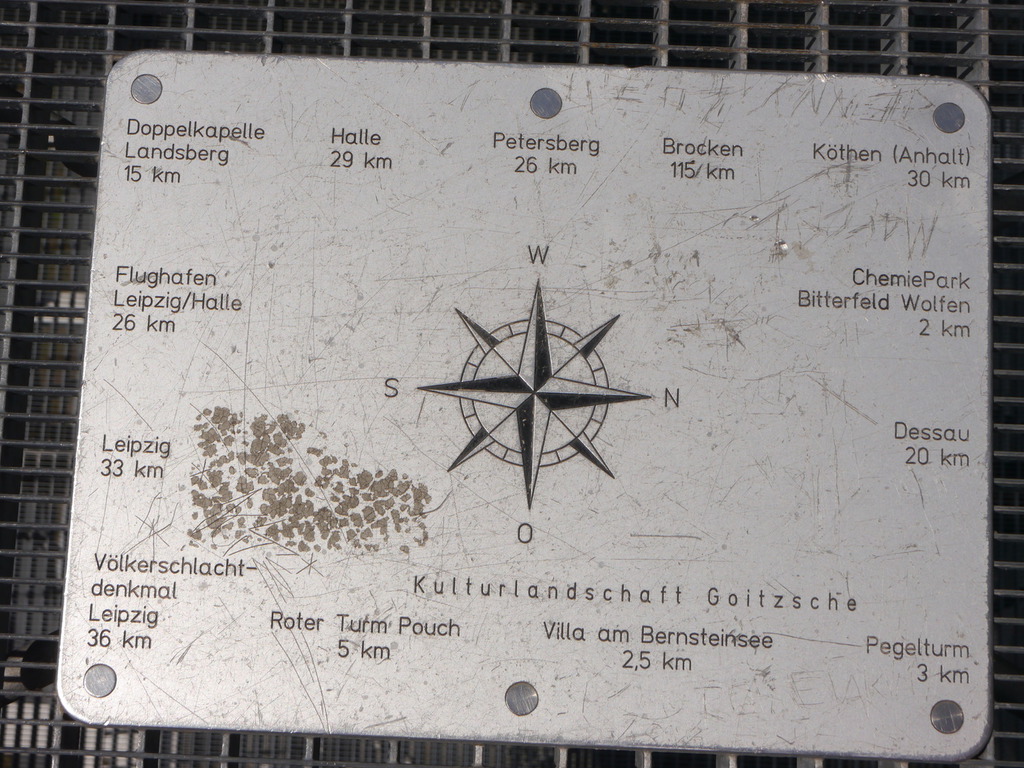 Doppelkapelle
Landsberg
15 km
Halle
29 km
Petersberg
26 km
Brocken
115 km
Köthen (Anhalt)
30 km
Flughafen
Leipzig/Halle
26 km
W
ChemiePark
Bitterfeld Wolfen
2 km
S
N
Leipzig
33 km
Dessau
20 km
O
Völkerschlacht-
denkmal
Leipzig
36 km
Kulturlandschaft Goitzsche
Roter Turm Pouch
5 km
Villa am Bernsteinsee
2,5 km
Pegelturm
3 km